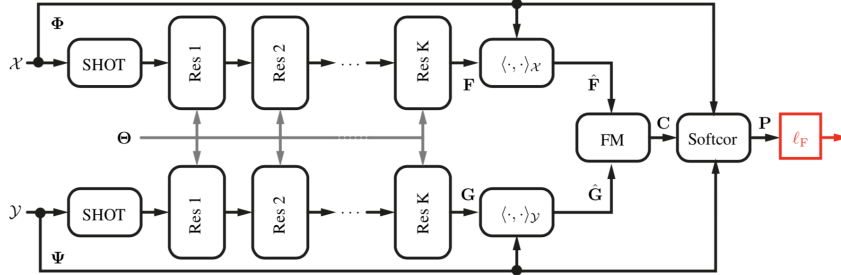 Φ
𝒳 SHOT Res 1 Res 2 ··· Res K F ⟨·, ·⟩𝒳 F̂
Θ ······ FM C Softcor P ℓF
𝒴 SHOT Res 1 Res 2 ··· Res K G ⟨·, ·⟩𝒴 Ĝ
Ψ